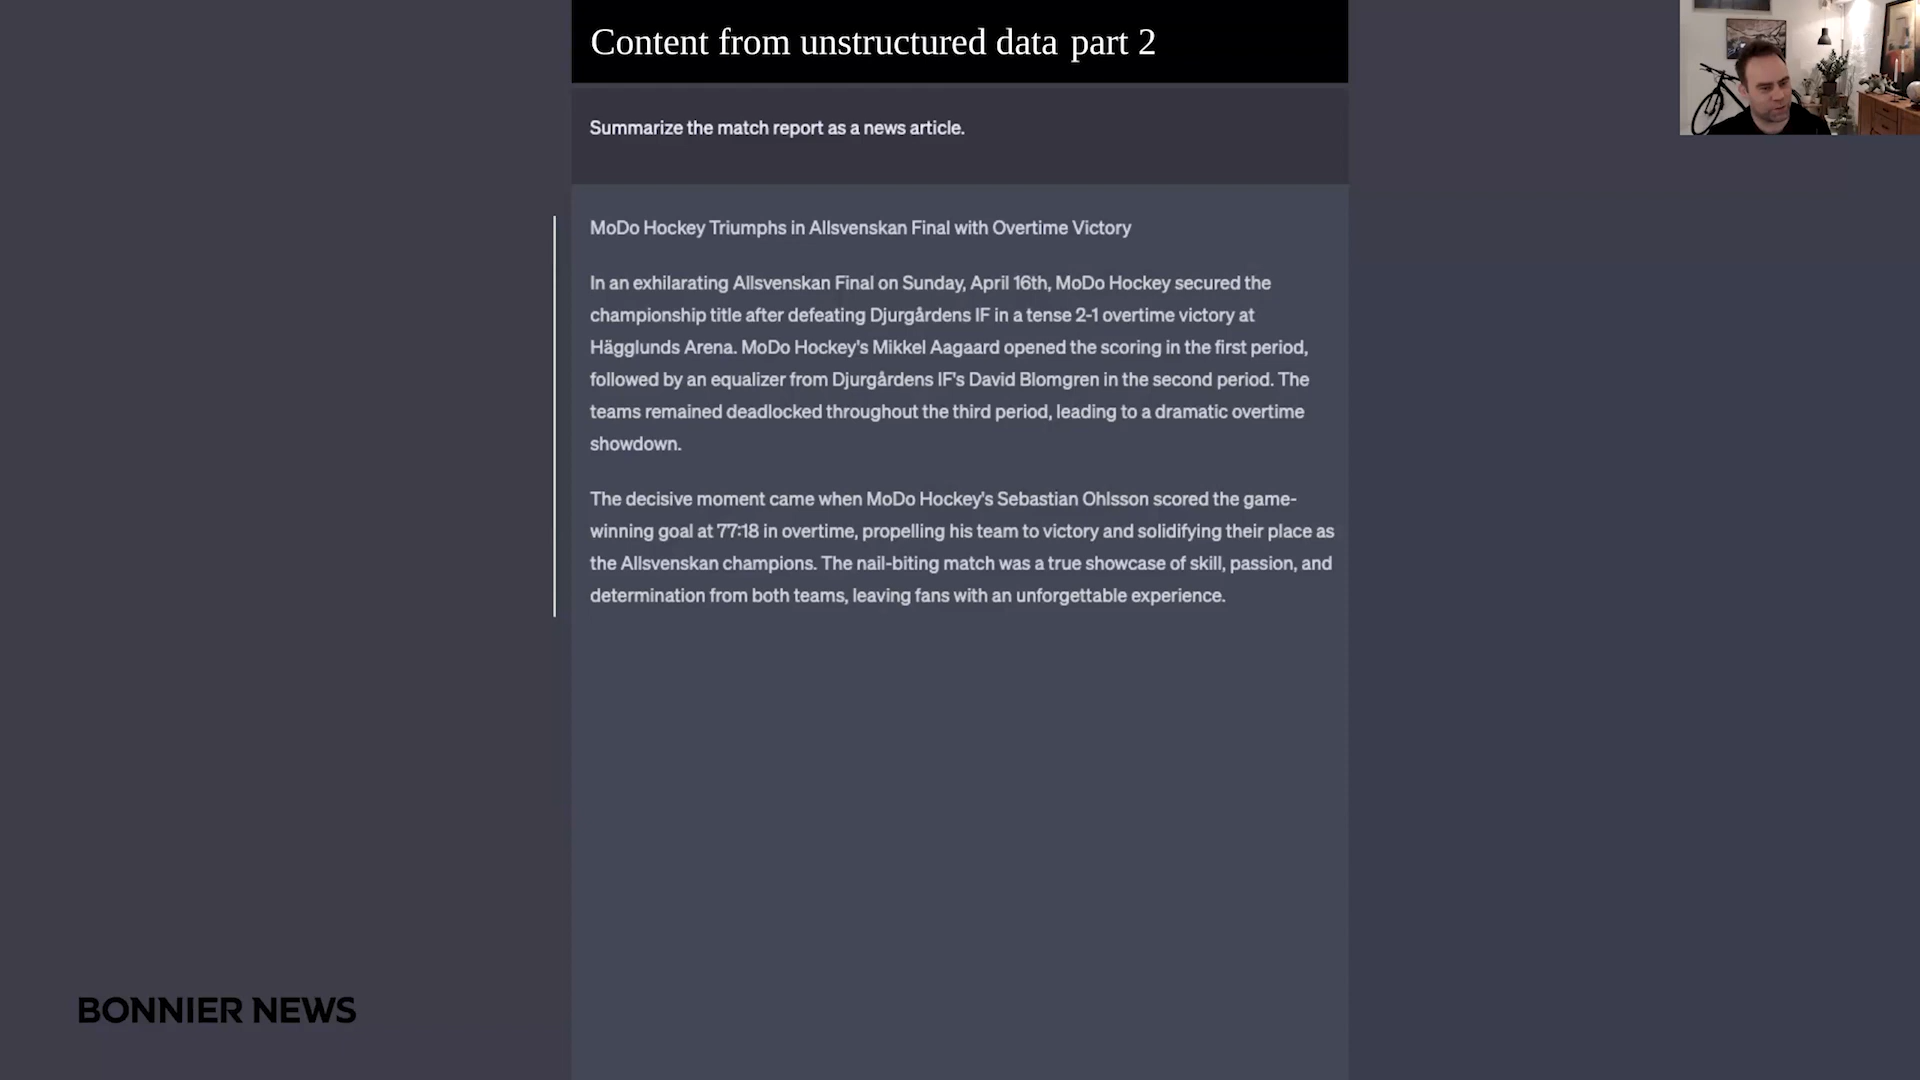 Content from unstructured data part 2
Summarize the match report as a news article.
MoDo Hockey Triumphs in Allsvenskan Final with Overtime Victory
In an exhilarating Allsvenskan Final on Sunday, April 16th, MoDo Hockey secured the
championship title after defeating Djurgårdens IF in a tense 2-1 overtime victory at
Hägglunds Arena. MoDo Hockey's Mikkel Aagaard opened the scoring in the first period,
followed by an equalizer from Djurgårdens IF's David Blomgren in the second period. The
teams remained deadlocked throughout the third period, leading to a dramatic overtime
showdown.
The decisive moment came when MoDo Hockey's Sebastian Ohlsson scored the game-
winning goal at 77:18 in overtime, propelling his team to victory and solidifying their place as
the Allsvenskan champions. The nail-biting match was a true showcase of skill, passion, and
determination from both teams, leaving fans with an unforgettable experience.
BONNIER NEWS